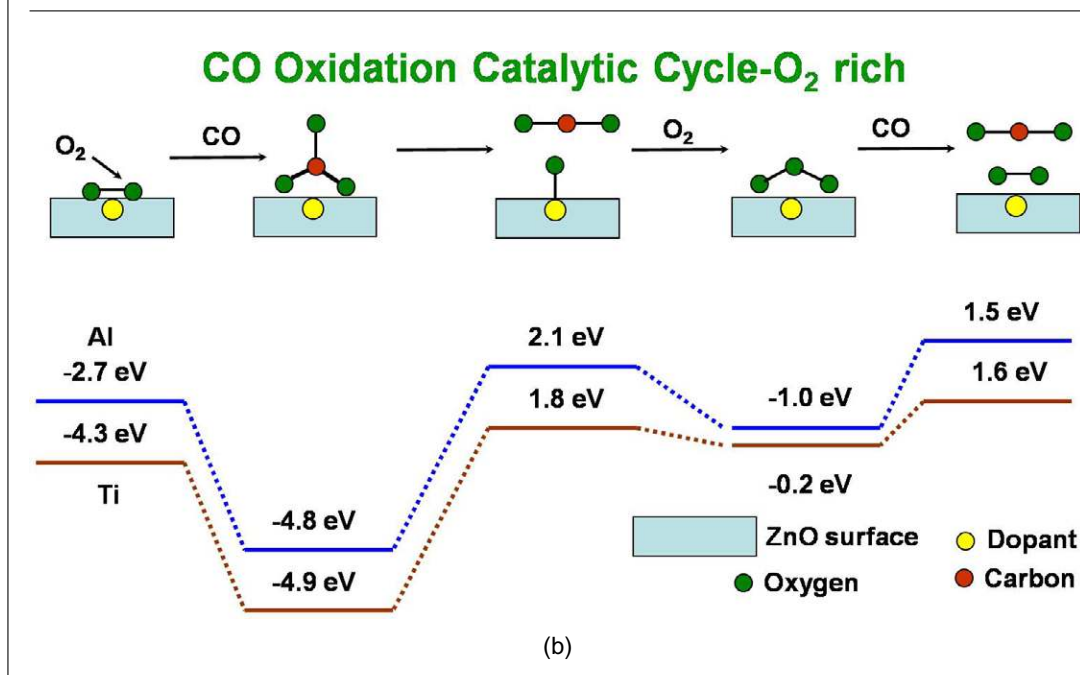 CO Oxidation Catalytic Cycle-O₂ rich
O₂
CO
O₂
CO
Al
-2.7 eV
-4.3 eV
Ti
-4.8 eV
-4.9 eV
2.1 eV
1.8 eV
-1.0 eV
-0.2 eV
1.5 eV
1.6 eV
ZnO surface
Dopant
Oxygen
Carbon
(b)